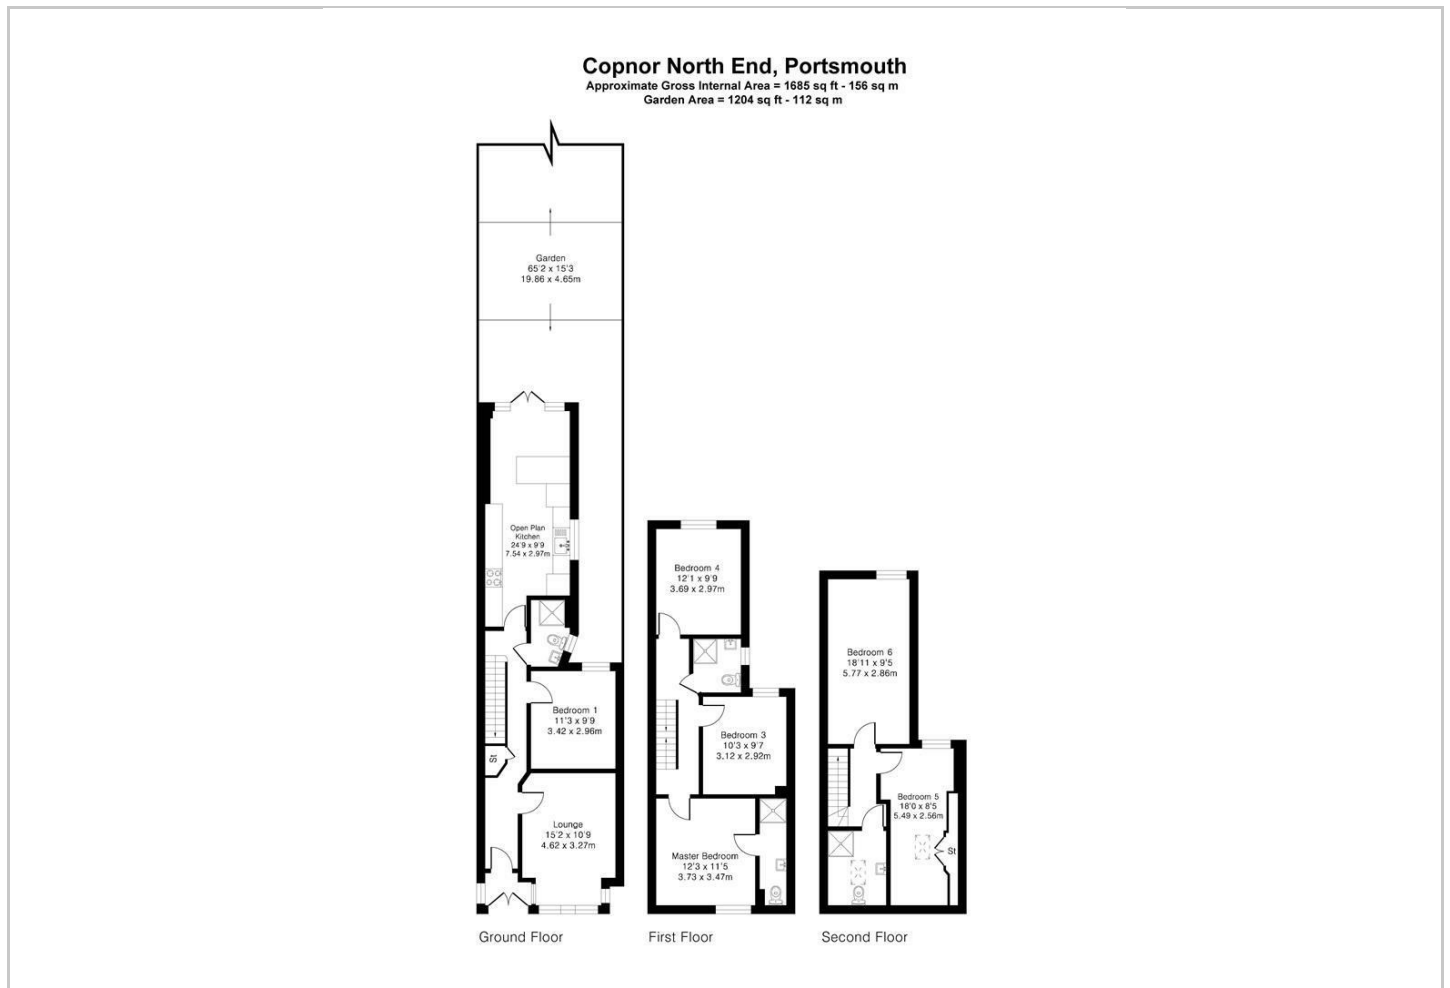 Copnor North End, Portsmouth
Approximate Gross Internal Area = 1685 sq ft - 156 sq m
Garden Area = 1204 sq ft - 112 sq m
Garden
65'2 x 15'3
19.86 x 4.65m
Open Plan
Kitchen
24'9 x 9'9
7.54 x 2.97m
Bedroom 1
11'3 x 9'9
3.42 x 2.96m
St
Lounge
15'2 x 10'9
4.62 x 3.27m
Ground Floor
Bedroom 4
12'1 x 9'9
3.69 x 2.97m
Bedroom 3
10'3 x 9'7
3.12 x 2.92m
Master Bedroom
12'3 x 11'5
3.73 x 3.47m
First Floor
Bedroom 6
18'11 x 9'5
5.77 x 2.86m
Bedroom 5
18'0 x 8'5
5.49 x 2.56m
St
Second Floor